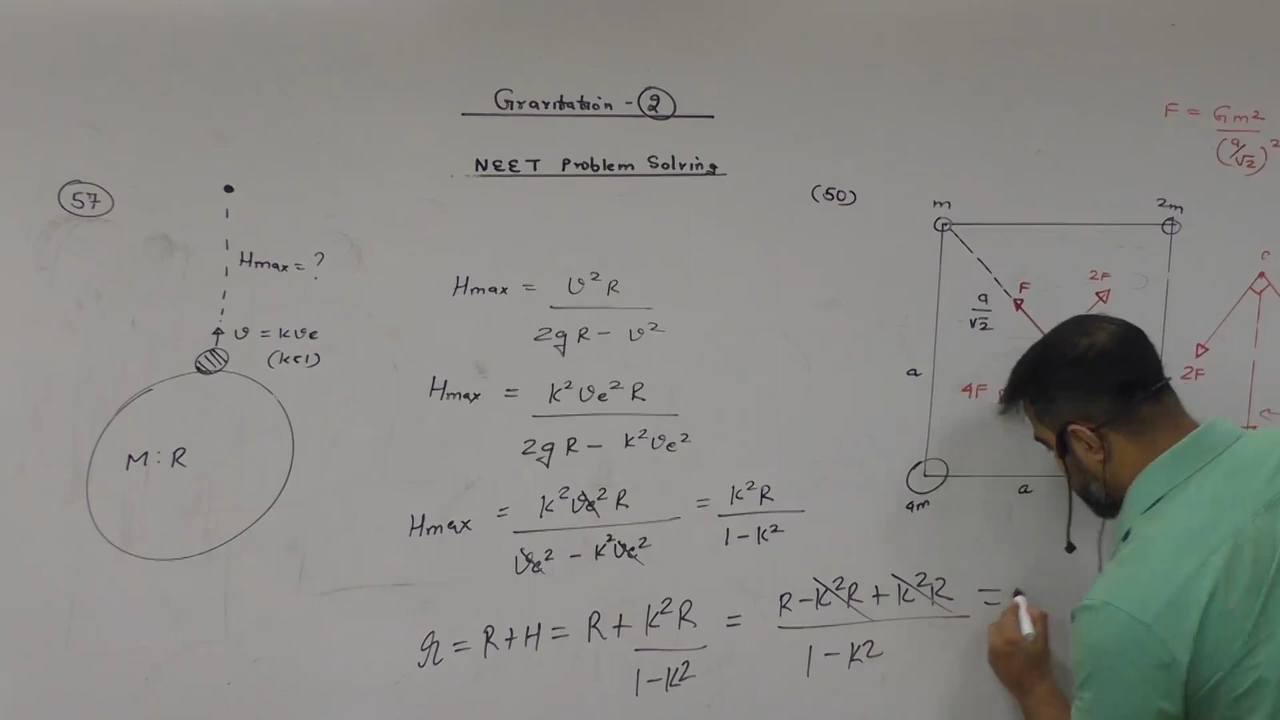 Gravitation - 2
NEET Problem Solving
57
Hmax = ?
v = kve
(k<1)
M : R
Hmax = v²R / 2gR - v²
Hmax = k²ve²R / 2gR - k²ve²
Hmax = k²ve²R / ve² - k²ve² = k²R / 1 - k²
r = R + H = R + k²R / 1 - k² = R - k²R + k²R / 1 - k² =
(50)
m
2m
F
2F
a/√2
4F
a
a
4m
F = Gm² / (a/√2)²
2F